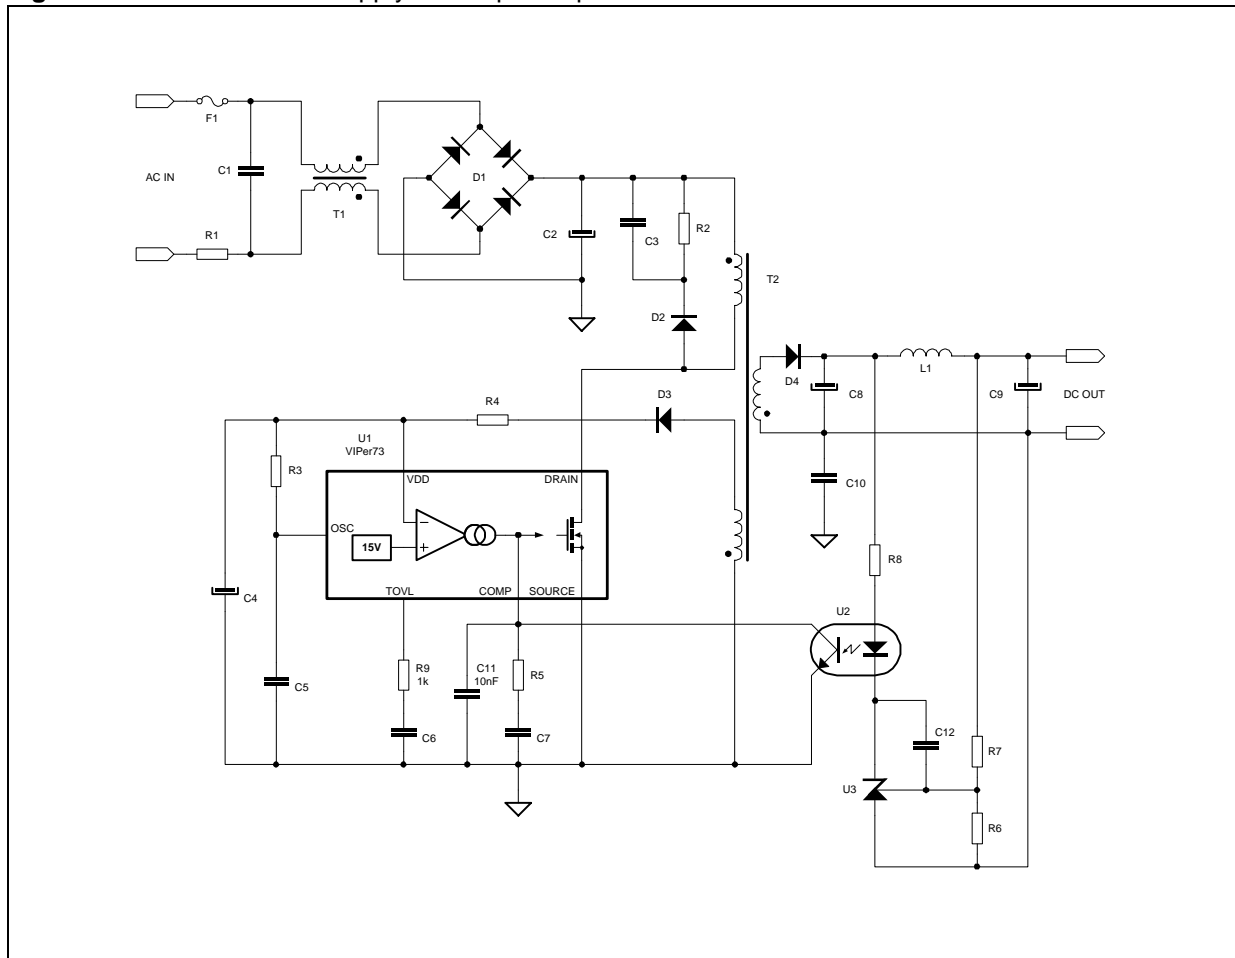 F1
C1
AC IN
T1
R1
D1
C2
C3
R2
T2
D2
D4
C8
L1
C9
DC OUT
D3
R4
U1
VIPer73
R3
VDD
DRAIN
C10
OSC
15V
R8
TOVL
COMP
SOURCE
C4
U2
R9
1k
C11
10nF
R5
C5
C6
C7
C12
R7
U3
R6